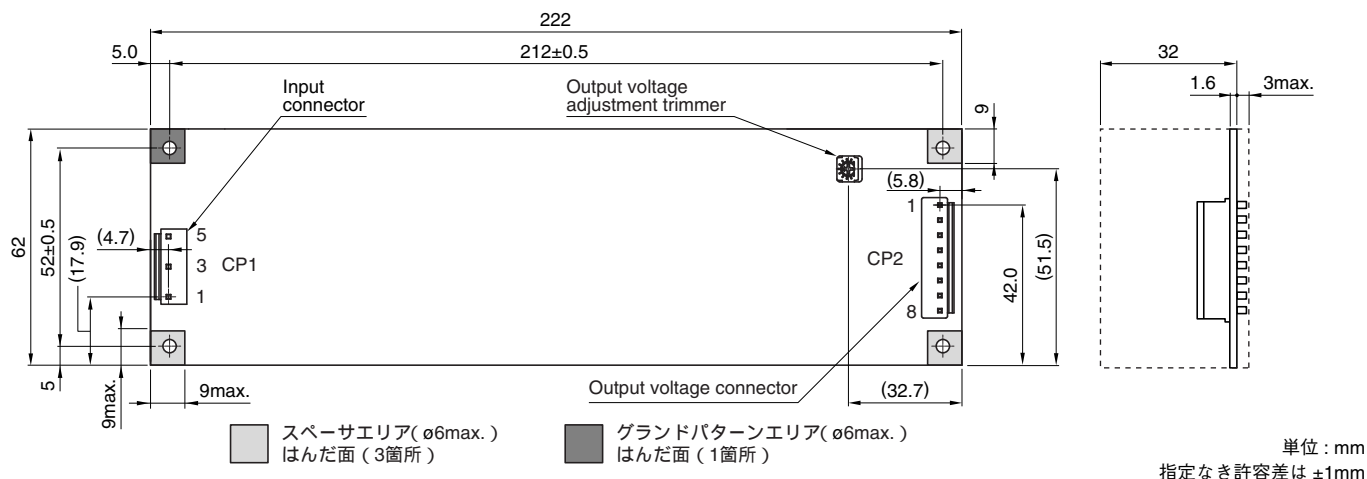 222
5.0
212±0.5
Input
connector
Output voltage
adjustment trimmer
9
32
1.6
3max.
62
52±0.5
(17.9)
(4.7)
5
3
CP1
1
(5.8)
1
CP2
8
42.0
(51.5)
5
9max.
9max.
Output voltage connector
(32.7)
スペーサエリア( ø6max. )
はんだ面 ( 3箇所 )
グランドパターンエリア( ø6max. )
はんだ面 ( 1箇所 )
単位 : mm
指定なき許容差は ±1mm